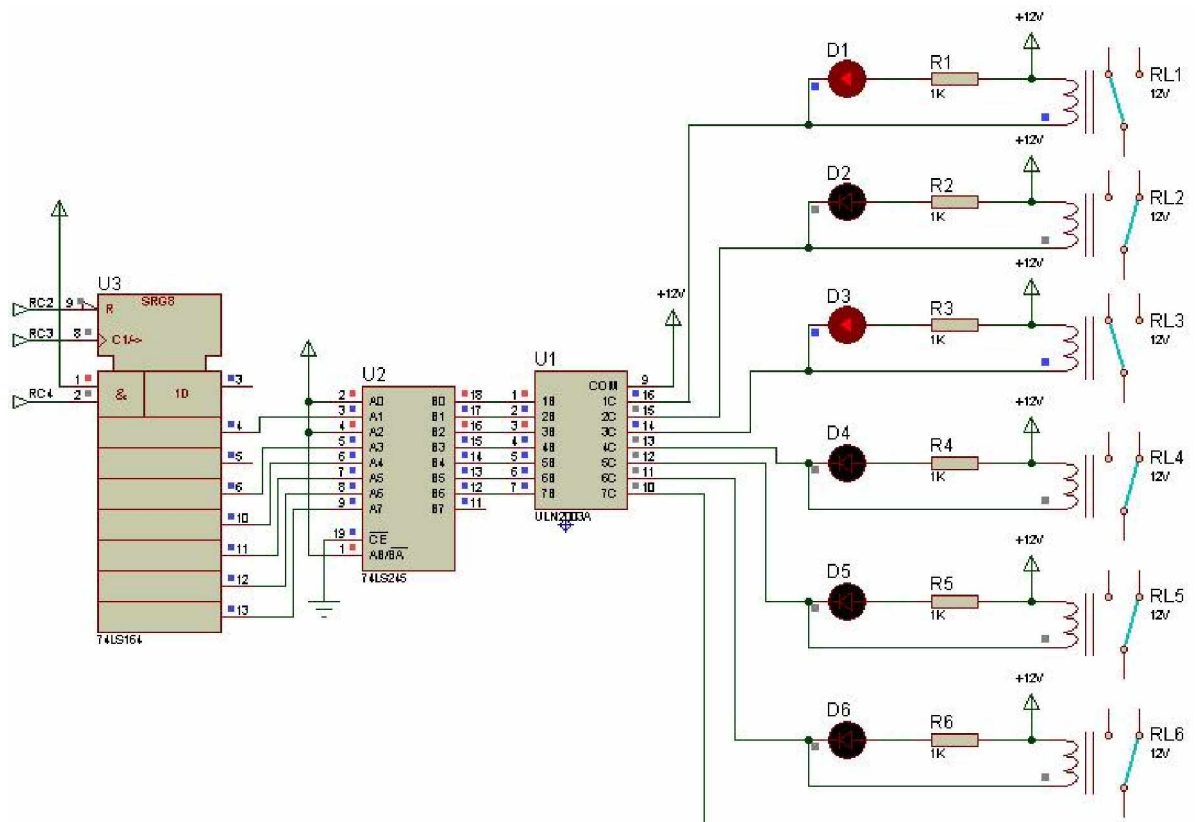 +12V
D1
R1
1K
RL1
12V
+12V
D2
R2
1K
RL2
12V
+12V
D3
R3
1K
RL3
12V
+12V
D4
R4
1K
RL4
12V
+12V
D5
R5
1K
RL5
12V
+12V
D6
R6
1K
RL6
12V
U3
SRG8
RC2 9 R
RC3 8 C1/->
1 & 1D 3
RC4 2
4
5
6
10
11
12
13
74LS164
U2
2 A0 B0 18
3 A1 B1 17
4 A2 B2 16
5 A3 B3 15
6 A4 B4 14
7 A5 B5 13
8 A6 B6 12
9 A7 B7 11
19 CE
1 AB/BA
74LS245
+12V
U1
COM 9
1 1B 1C 16
2 2B 2C 15
3 3B 3C 14
4 4B 4C 13
5 5B 5C 12
6 6B 6C 11
7 7B 7C 10
ULN2003A